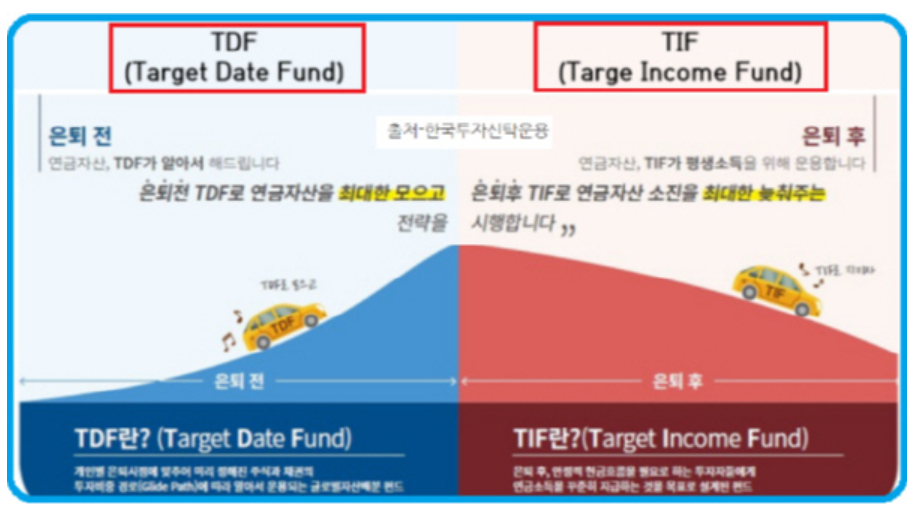 TDF
(Target Date Fund)
TIF
(Targe Income Fund)
출처-한국투자신탁운용
은퇴 전
연금자산, TDF가 알아서 해드립니다
은퇴 후
연금자산, TIF가 평생소득을 위해 운용합니다
은퇴전 TDF로 연금자산을 최대한 모으고
은퇴후 TIF로 연금자산 소진을 최대한 늦춰주는
전략을 시행합니다 ”
TDF로 모으고
TDF
TIF로
TIF
은퇴 전
은퇴 후
TDF란? (Target Date Fund)
개인별 은퇴시점에 맞추어 미리 정해진 주식과 채권의
투자비중 경로(Glide Path)에 따라 알아서 운용되는 글로벌자산배분 펀드
TIF란?(Target Income Fund)
은퇴 후, 안정적 현금흐름을 필요로 하는 투자자들에게
연금소득을 꾸준히 지급하는 것을 목표로 설계된 펀드